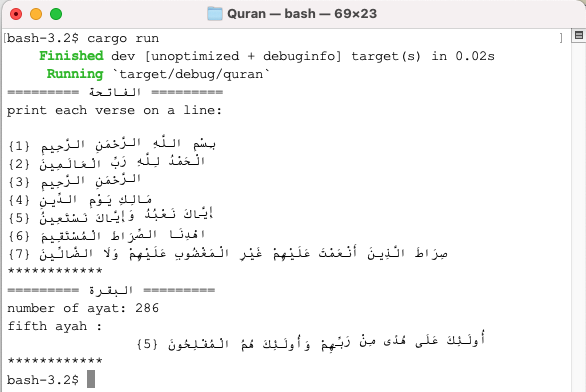 Quran — bash — 69×23
bash-3.2$ cargo run
Finished dev [unoptimized + debuginfo] target(s) in 0.02s
Running `target/debug/quran`
========= الفاتحة =========
print each verse on a line:
بِسْمِ اللَّهِ الرَّحْمَٰنِ الرَّحِيمِ {1}
الْحَمْدُ لِلَّهِ رَبِّ الْعَالَمِينَ {2}
الرَّحْمَٰنِ الرَّحِيمِ {3}
مَالِكِ يَوْمِ الدِّينِ {4}
إِيَّاكَ نَعْبُدُ وَإِيَّاكَ نَسْتَعِينُ {5}
اهْدِنَا الصِّرَاطَ الْمُسْتَقِيمَ {6}
صِرَاطَ الَّذِينَ أَنْعَمْتَ عَلَيْهِمْ غَيْرِ الْمَغْضُوبِ عَلَيْهِمْ وَلَا الضَّالِّينَ {7}
************
========= البقرة =========
number of ayat: 286
fifth ayah :
أُولَٰئِكَ عَلَىٰ هُدًى مِنْ رَبِّهِمْ وَأُولَٰئِكَ هُمُ الْمُفْلِحُونَ {5}
************
bash-3.2$